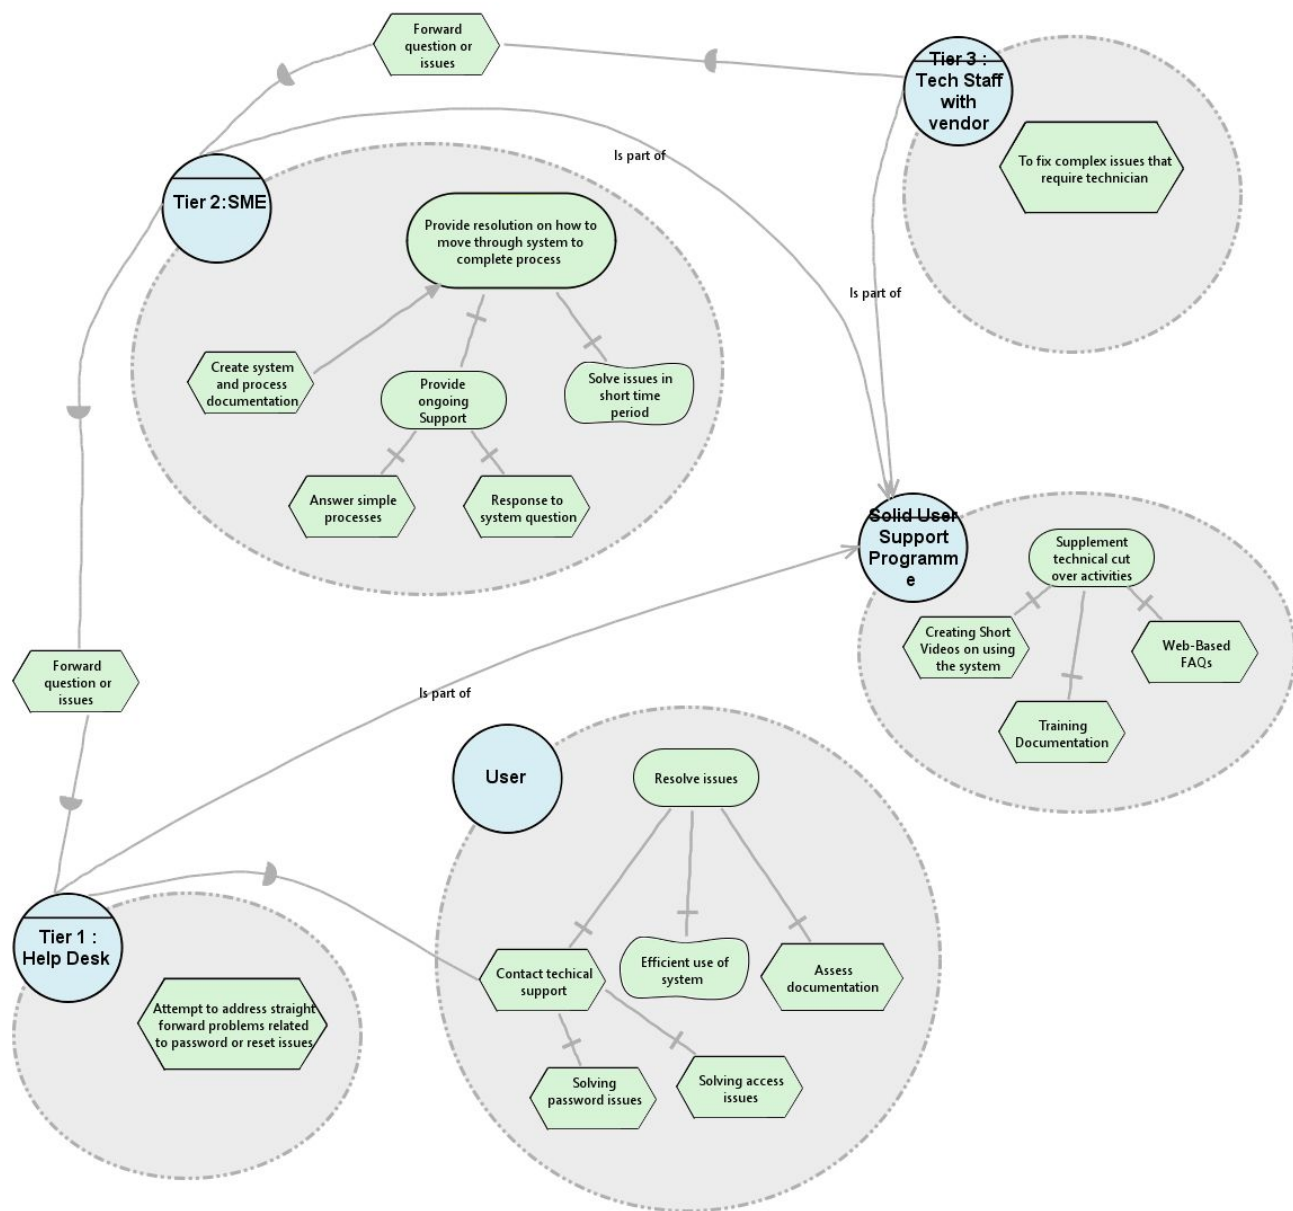 Forward
question or
issues
Tier 3 :
Tech Staff
with
vendor
To fix complex issues that
require technician
Is part of
Tier 2:SME
Provide resolution on how to
move through system to
complete process
Is part of
Create system
and process
documentation
Provide
ongoing
Support
Solve issues in
short time
period
Answer simple
processes
Response to
system question
Solid User
Support
Programm
e
Supplement
technical cut
over activities
Creating Short
Videos on using
the system
Web-Based
FAQs
Training
Documentation
Forward
question or
issues
Is part of
User
Resolve issues
Tier 1 :
Help Desk
Attempt to address straight
forward problems related
to password or reset issues
Contact techical
support
Efficient use of
system
Assess
documentation
Solving
password issues
Solving access
issues